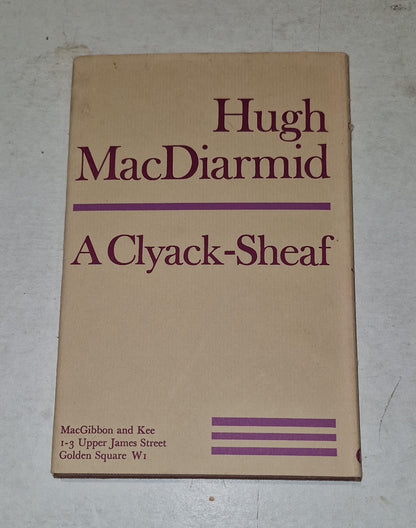 Hugh
MacDiarmid
A Clyack-Sheaf
MacGibbon and Kee
1-3 Upper James Street
Golden Square W1